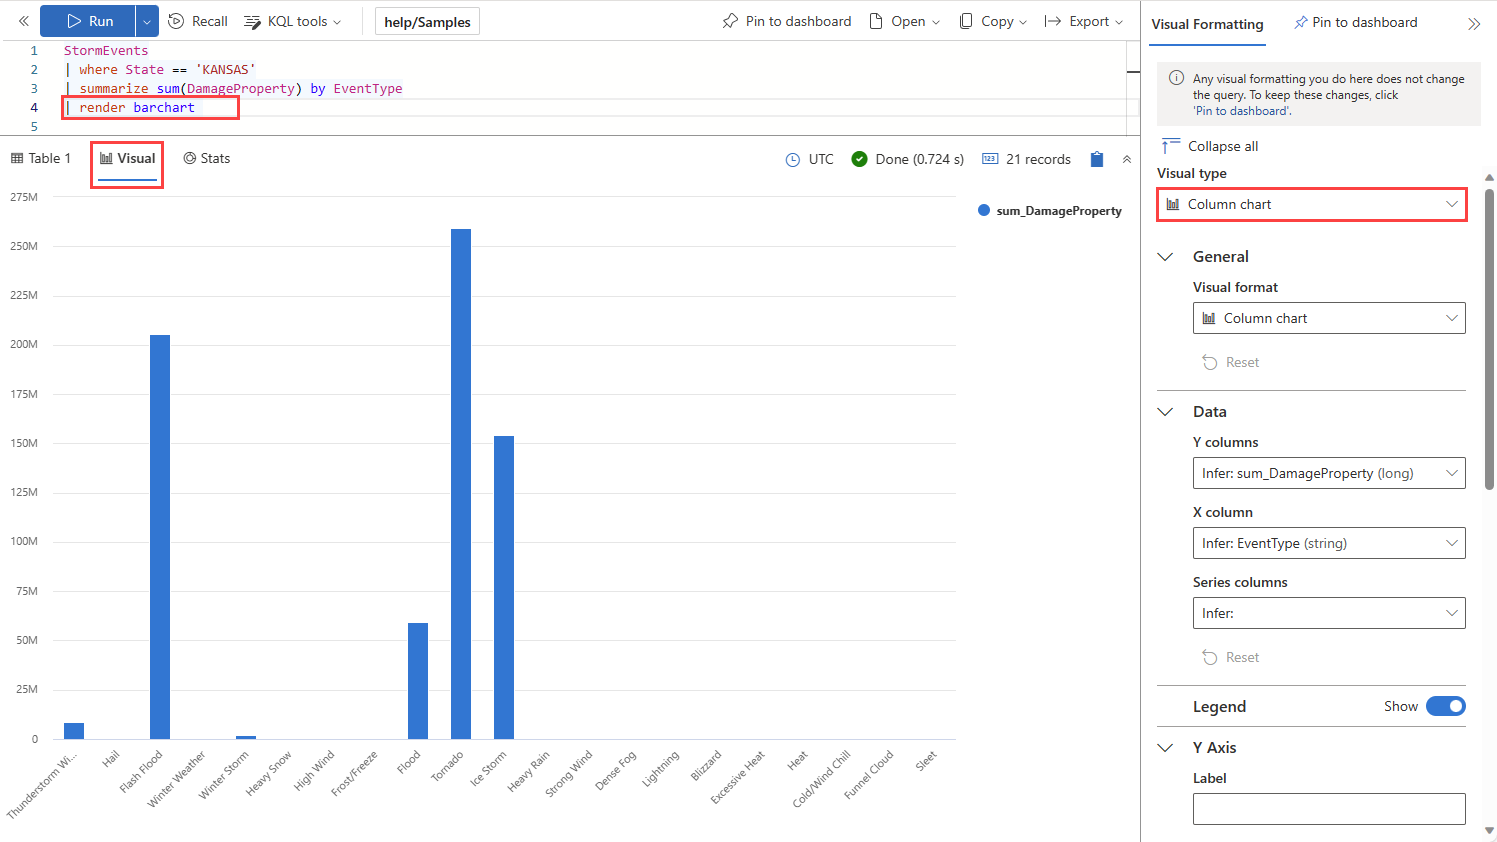 Run
Recall
KQL tools
help/Samples
Pin to dashboard
Open
Copy
Export
1 StormEvents
2 | where State == 'KANSAS'
3 | summarize sum(DamageProperty) by EventType
4 | render barchart
5
Table 1
Visual
Stats
UTC
Done (0.724 s)
123 21 records
275M
250M
225M
200M
175M
150M
125M
100M
75M
50M
25M
0
sum_DamageProperty
Thunderstorm Wi...
Hail
Flash Flood
Winter Weather
Winter Storm
Heavy Snow
High Wind
Frost/Freeze
Flood
Tornado
Ice Storm
Heavy Rain
Strong Wind
Dense Fog
Lightning
Blizzard
Excessive Heat
Heat
Cold/Wind Chill
Funnel Cloud
Sleet
Visual Formatting
Pin to dashboard
Any visual formatting you do here does not change
the query. To keep these changes, click
'Pin to dashboard'.
Collapse all
Visual type
Column chart
General
Visual format
Column chart
Reset
Data
Y columns
Infer: sum_DamageProperty (long)
X column
Infer: EventType (string)
Series columns
Infer:
Reset
Legend
Show
Y Axis
Label